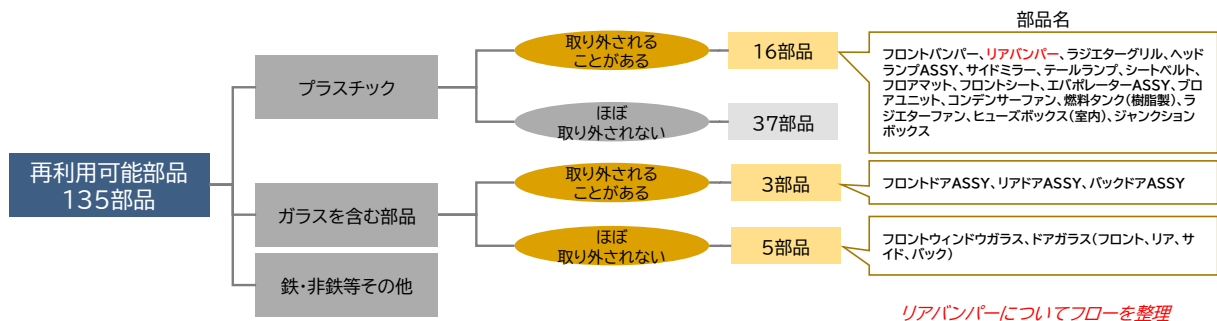 部品名
取り外される
ことがある
16部品
フロントバンパー、リアバンパー、ラジエターグリル、ヘッド
ランプASSY、サイドミラー、テールランプ、シートベルト、
フロアマット、フロントシート、エバポレーターASSY、ブロ
アユニット、コンデンサーファン、燃料タンク(樹脂製)、ラ
ジエターファン、ヒューズボックス(室内)、ジャンクション
ボックス
プラスチック
ほぼ
取り外されない
37部品
再利用可能部品
135部品
取り外される
ことがある
3部品
フロントドアASSY、リアドアASSY、バックドアASSY
ガラスを含む部品
ほぼ
取り外されない
5部品
フロントウィンドウガラス、ドアガラス(フロント、リア、サ
イド、バック)
鉄・非鉄等その他
リアバンパーについてフローを整理